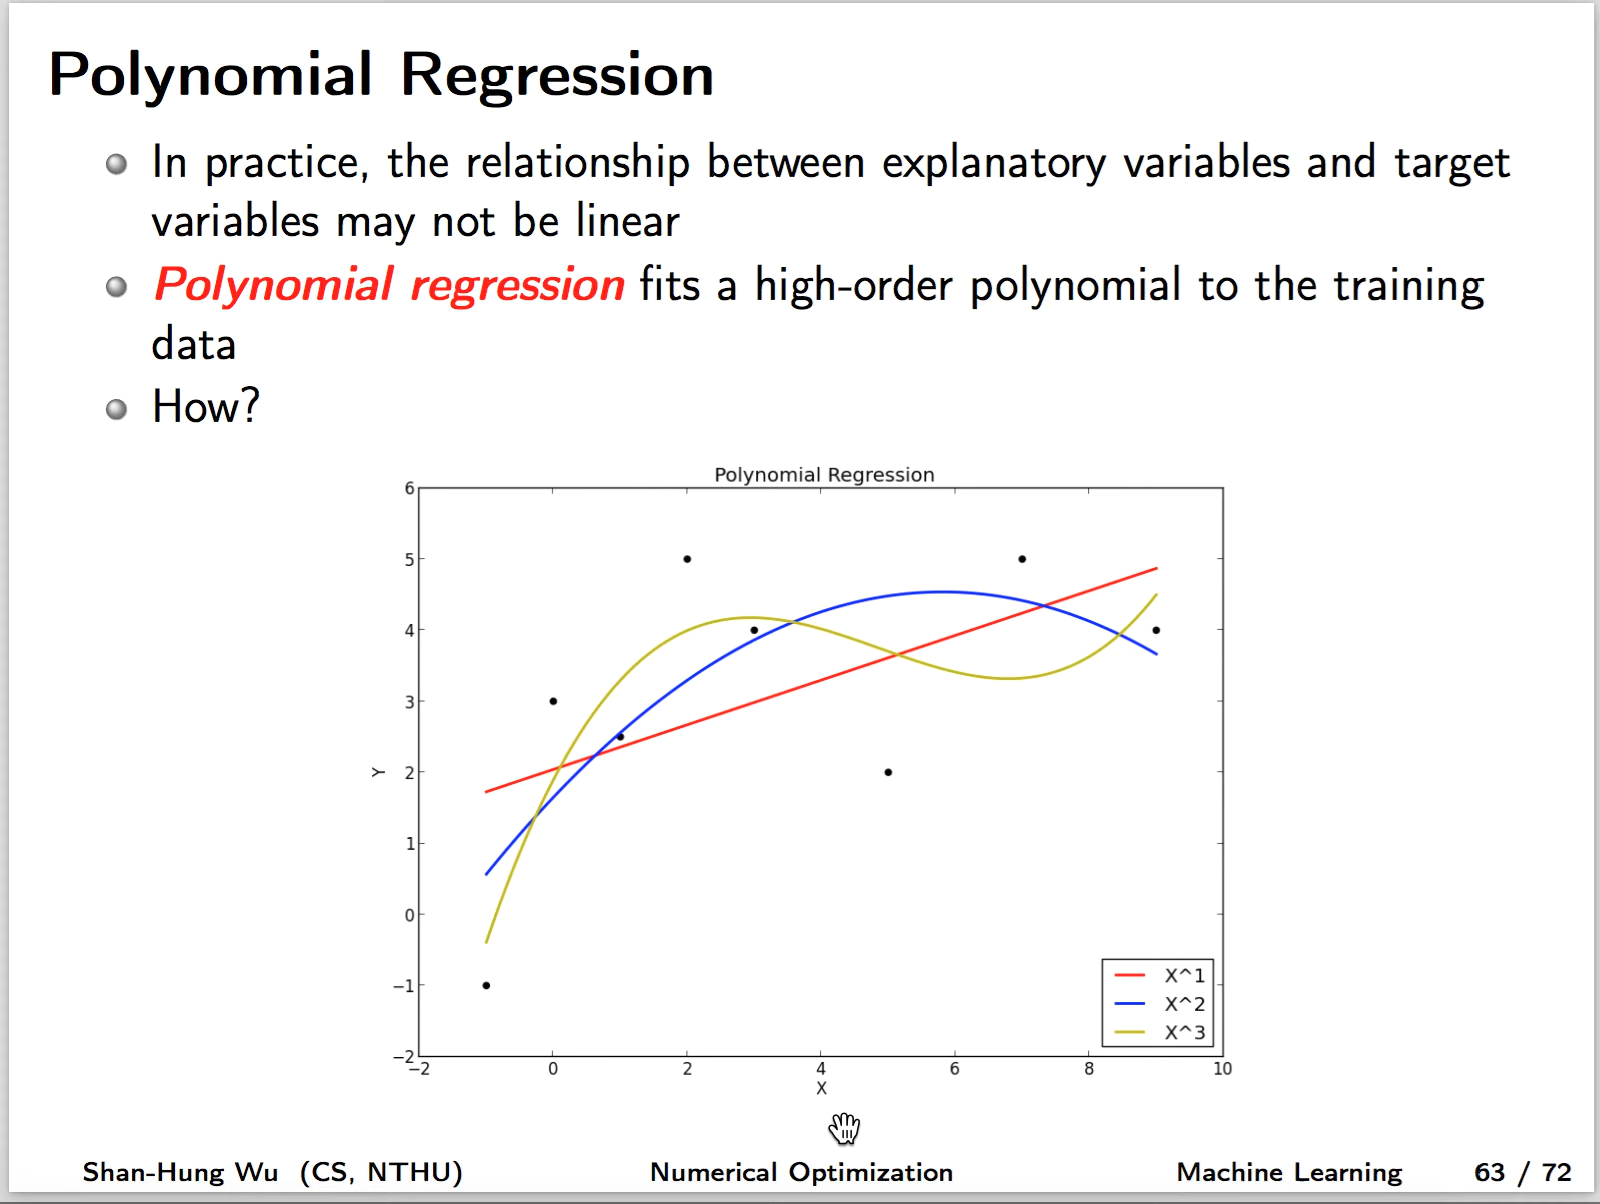 Polynomial Regression
In practice, the relationship between explanatory variables and target
variables may not be linear
Polynomial regression fits a high-order polynomial to the training
data
How?
Polynomial Regression
6
5
4
3
2
1
0
−1
−2
Y
−2 0 2 4 6 8 10
X
X^1
X^2
X^3
Shan-Hung Wu (CS, NTHU) Numerical Optimization Machine Learning 63 / 72